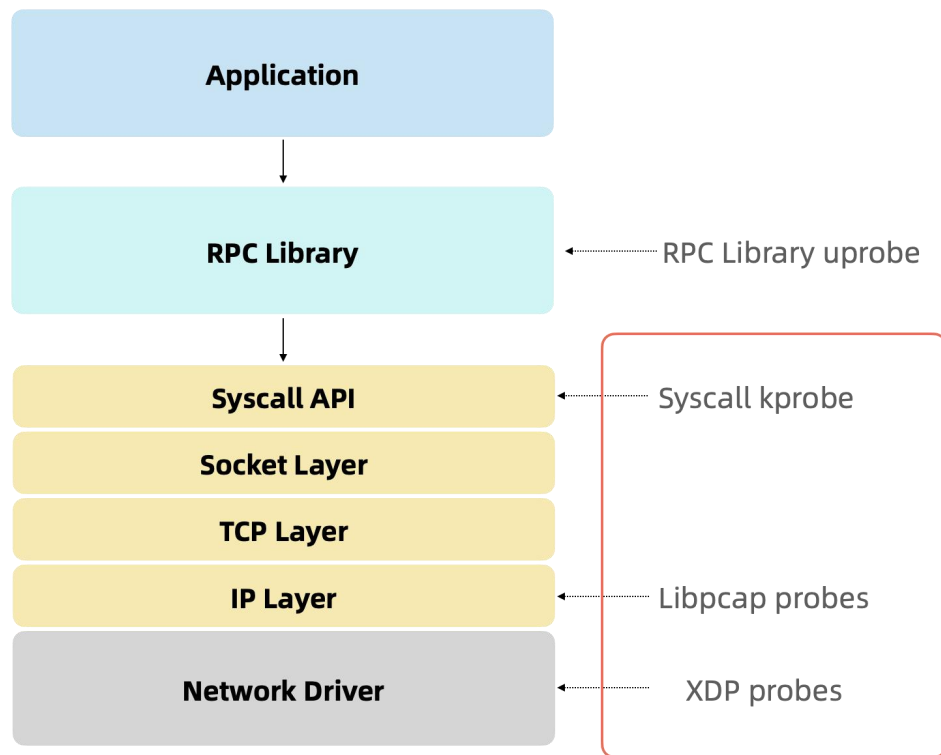 Application
RPC Library
RPC Library uprobe
Syscall API
Syscall kprobe
Socket Layer
TCP Layer
IP Layer
Libpcap probes
Network Driver
XDP probes